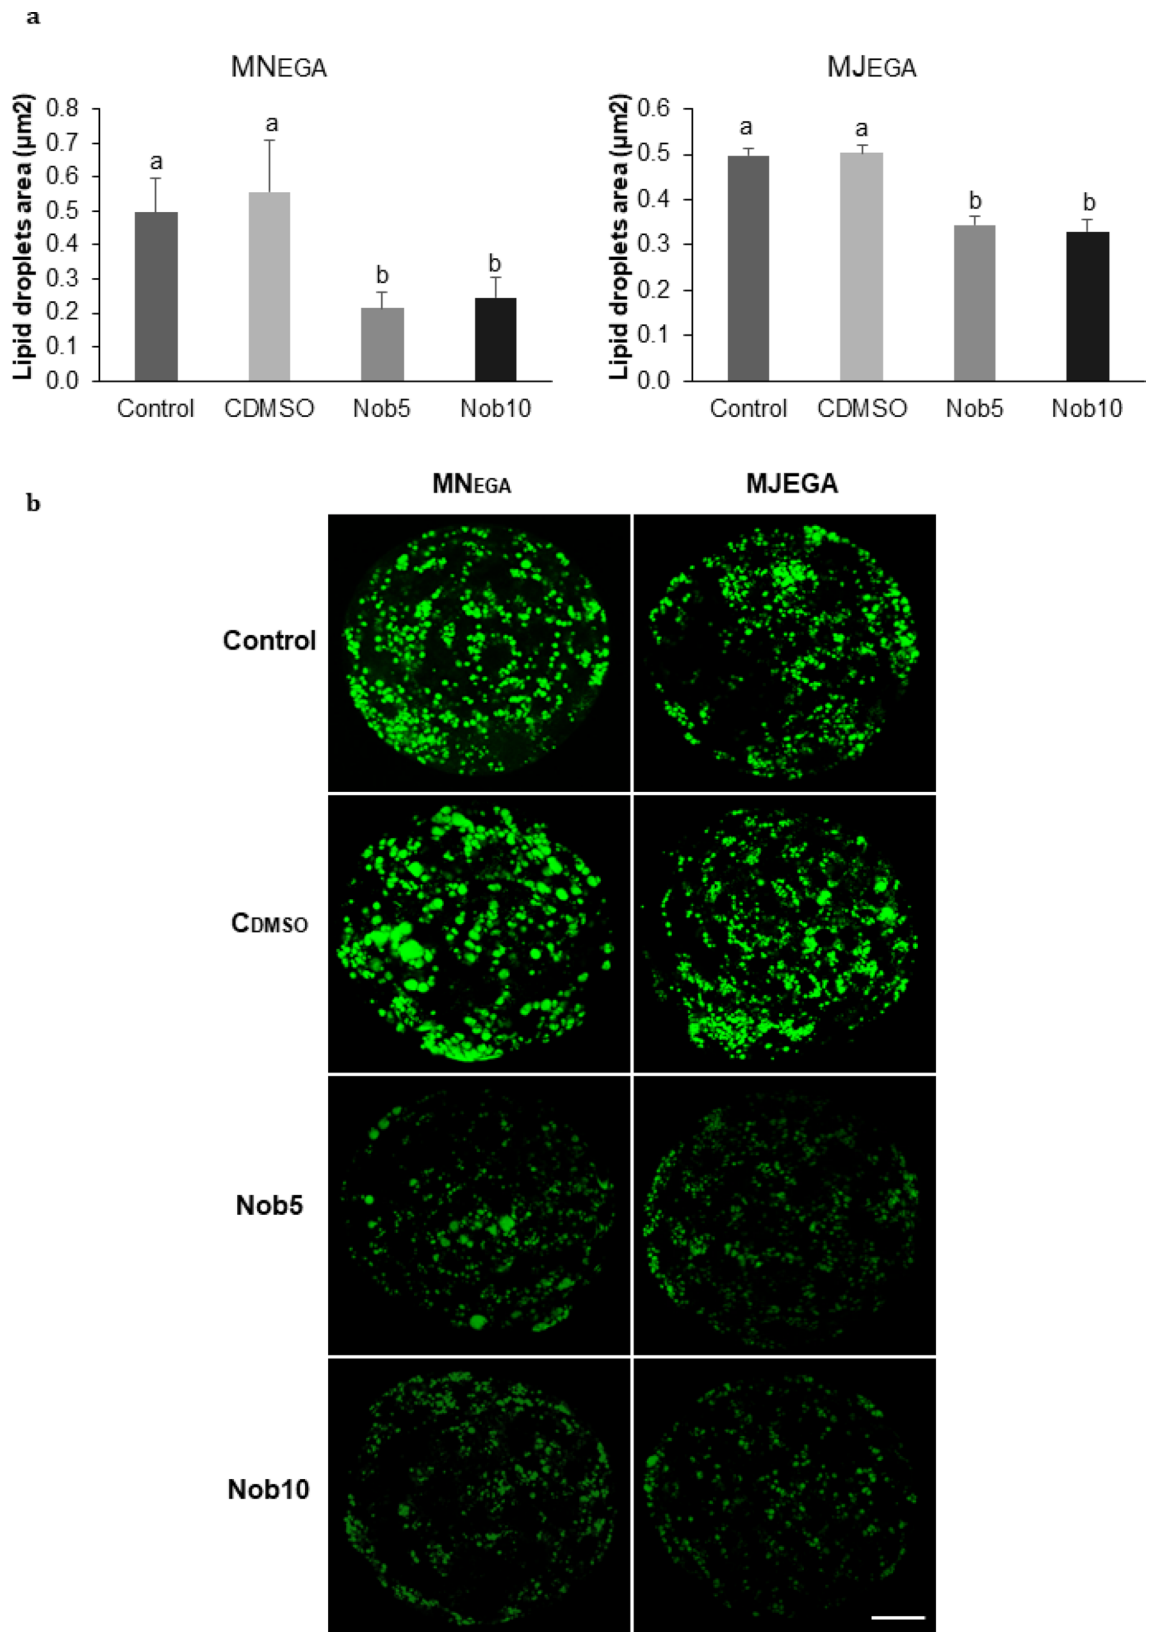 a
MNEGA
MJEGA
Lipid droplets area (µm2)
0.8
0.7
0.6
0.5
0.4
0.3
0.2
0.1
0.0
a
a
b
b
Control
CDMSO
Nob5
Nob10
Lipid droplets area (µm2)
0.6
0.5
0.4
0.3
0.2
0.1
0.0
a
a
b
b
Control
CDMSO
Nob5
Nob10
b
MNEGA
MJEGA
Control
CDMSO
Nob5
Nob10